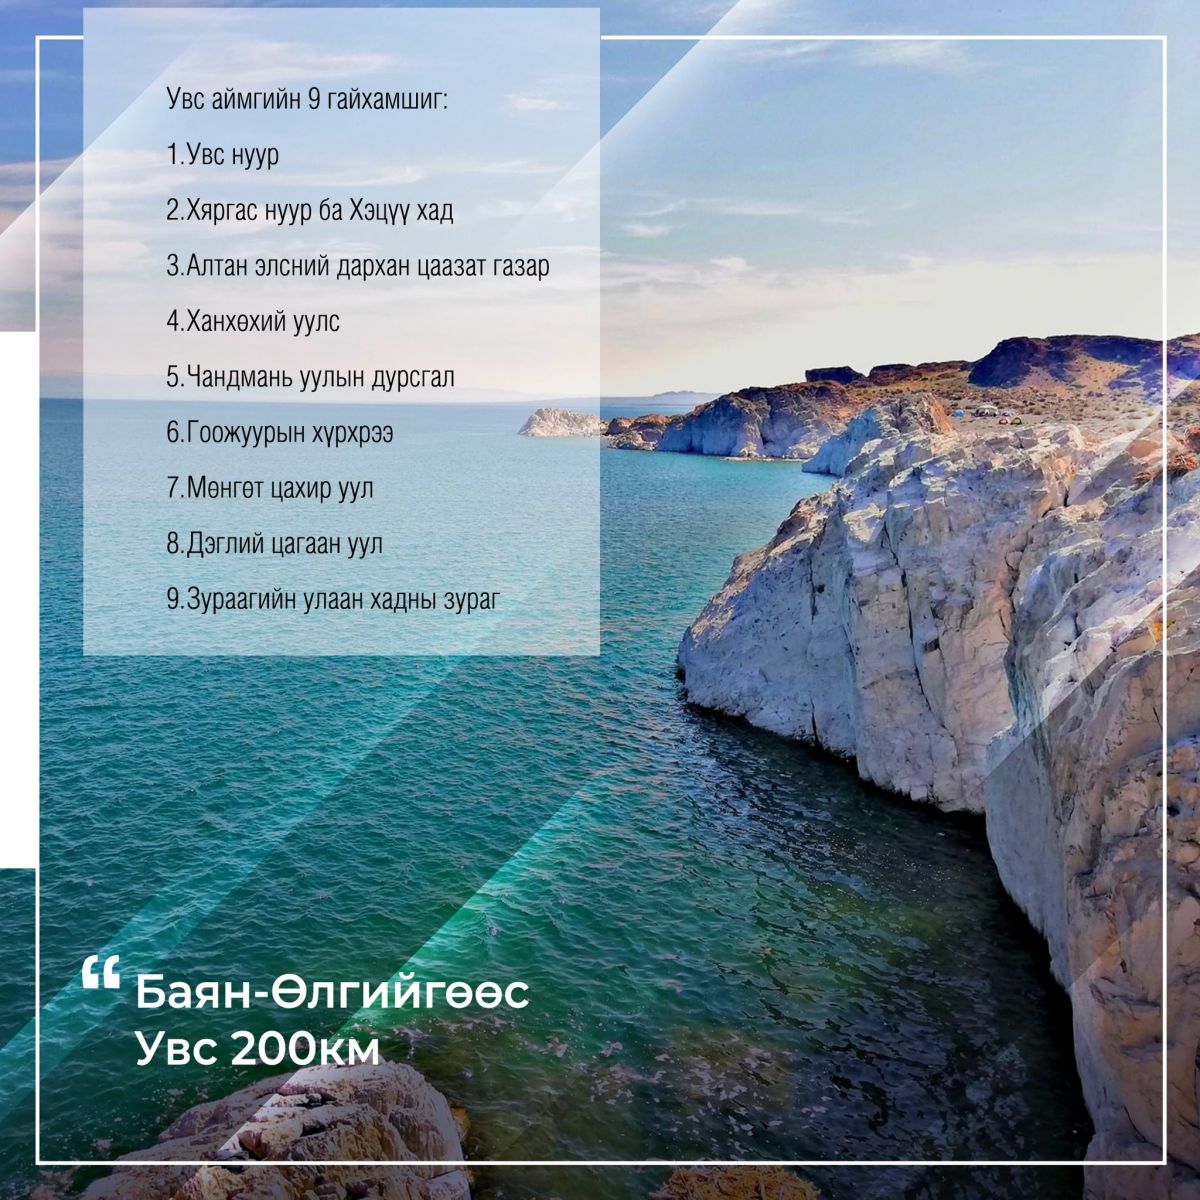 Увс аймгийн 9 гайхамшиг:
1.Увс нуур
2.Хяргас нуур ба Хэцүү хад
3.Алтан элсний дархан цаазат газар
4.Ханхөхий уулс
5.Чандмань уулын дурсгал
6.Гоожуурын хүрхрээ
7.Мөнгөт цахир уул
8.Дэглий цагаан уул
9.Зураагийн улаан хадны зураг
“ Баян-Өлгийгөөс
Увс 200км